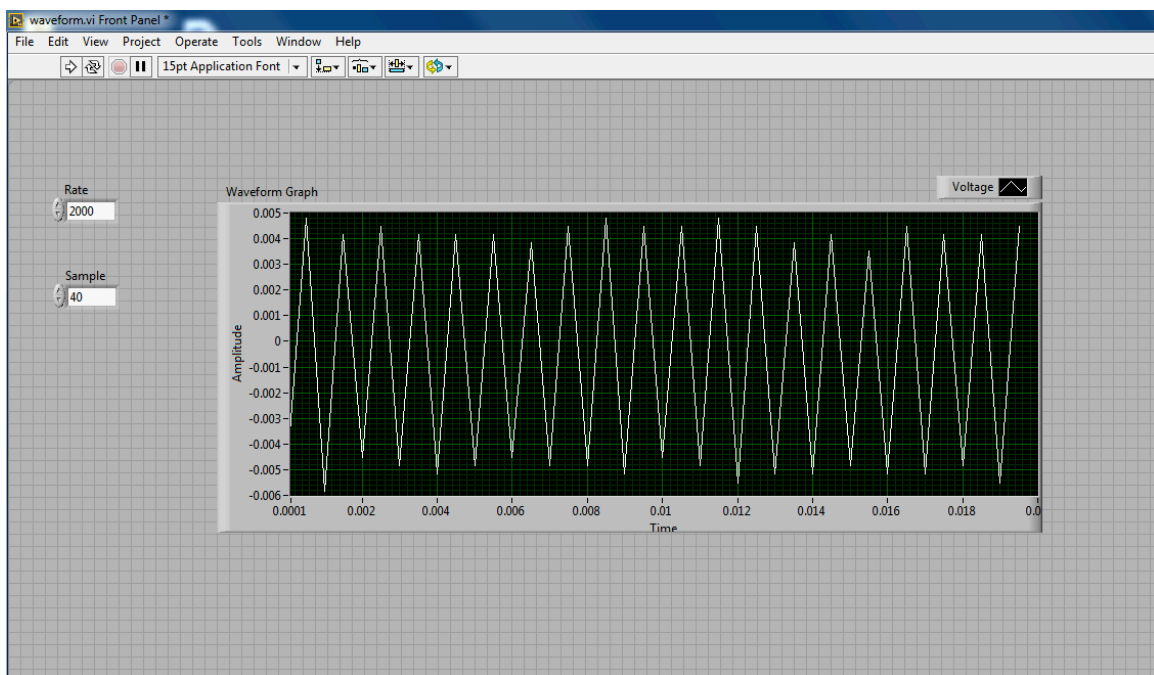 waveform.vi Front Panel *
File Edit View Project Operate Tools Window Help
15pt Application Font
Rate
2000
Sample
40
Waveform Graph
Voltage
Amplitude
0.005
0.004
0.003
0.002
0.001
0
-0.001
-0.002
-0.003
-0.004
-0.005
-0.006
0.0001 0.002 0.004 0.006 0.008 0.01 0.012 0.014 0.016 0.018 0.0
Time